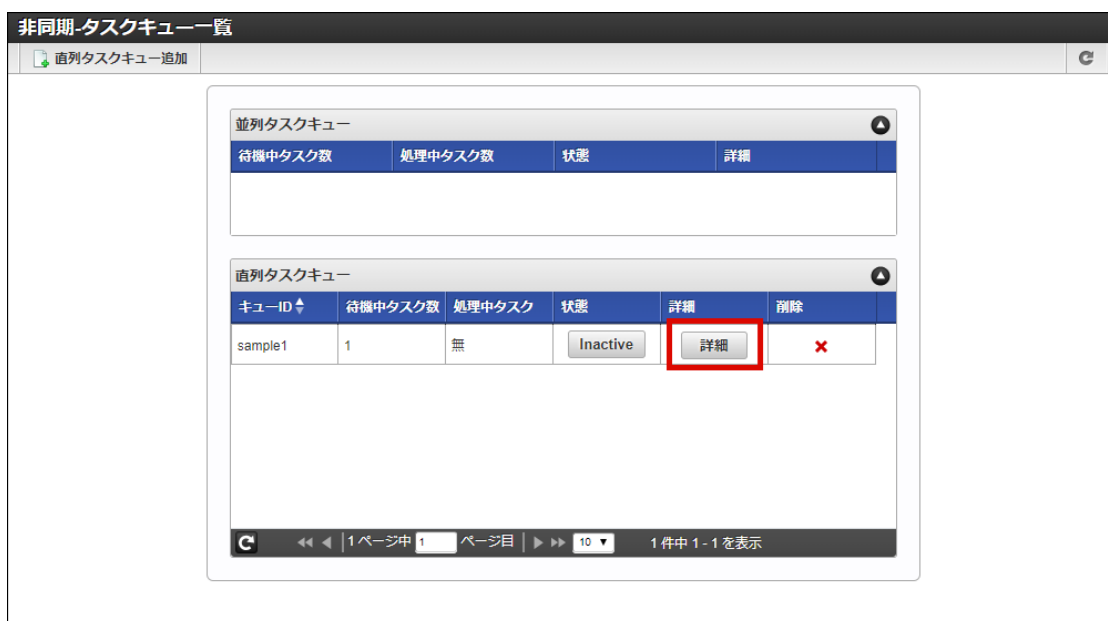 非同期-タスクキュー一覧
直列タスクキュー追加
並列タスクキュー
待機中タスク数 処理中タスク数 状態 詳細
直列タスクキュー
キューID 待機中タスク数 処理中タスク 状態 詳細 削除
sample1 1 無 Inactive 詳細
1 ページ中 1 ページ目 10 1 件中 1 - 1 を表示